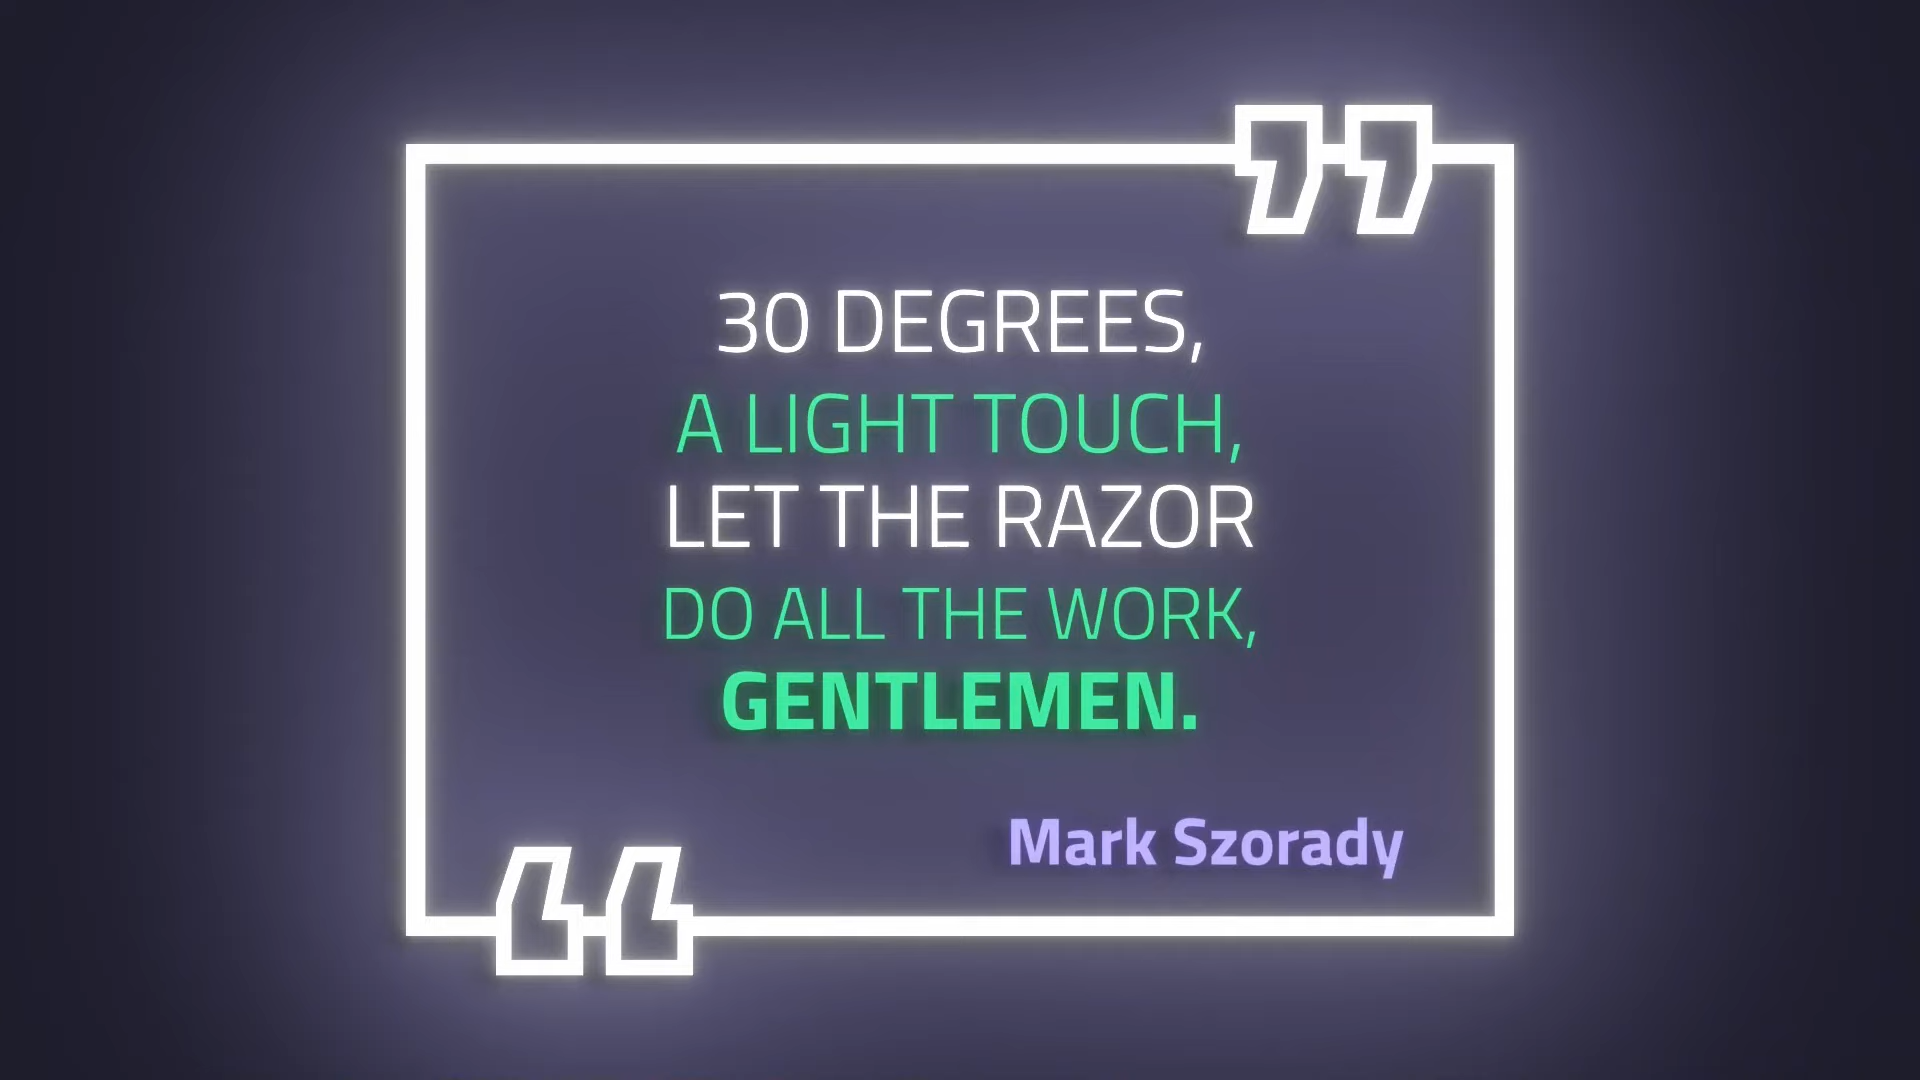 30 DEGREES,
A LIGHT TOUCH,
LET THE RAZOR
DO ALL THE WORK,
GENTLEMEN.
Mark Szorady